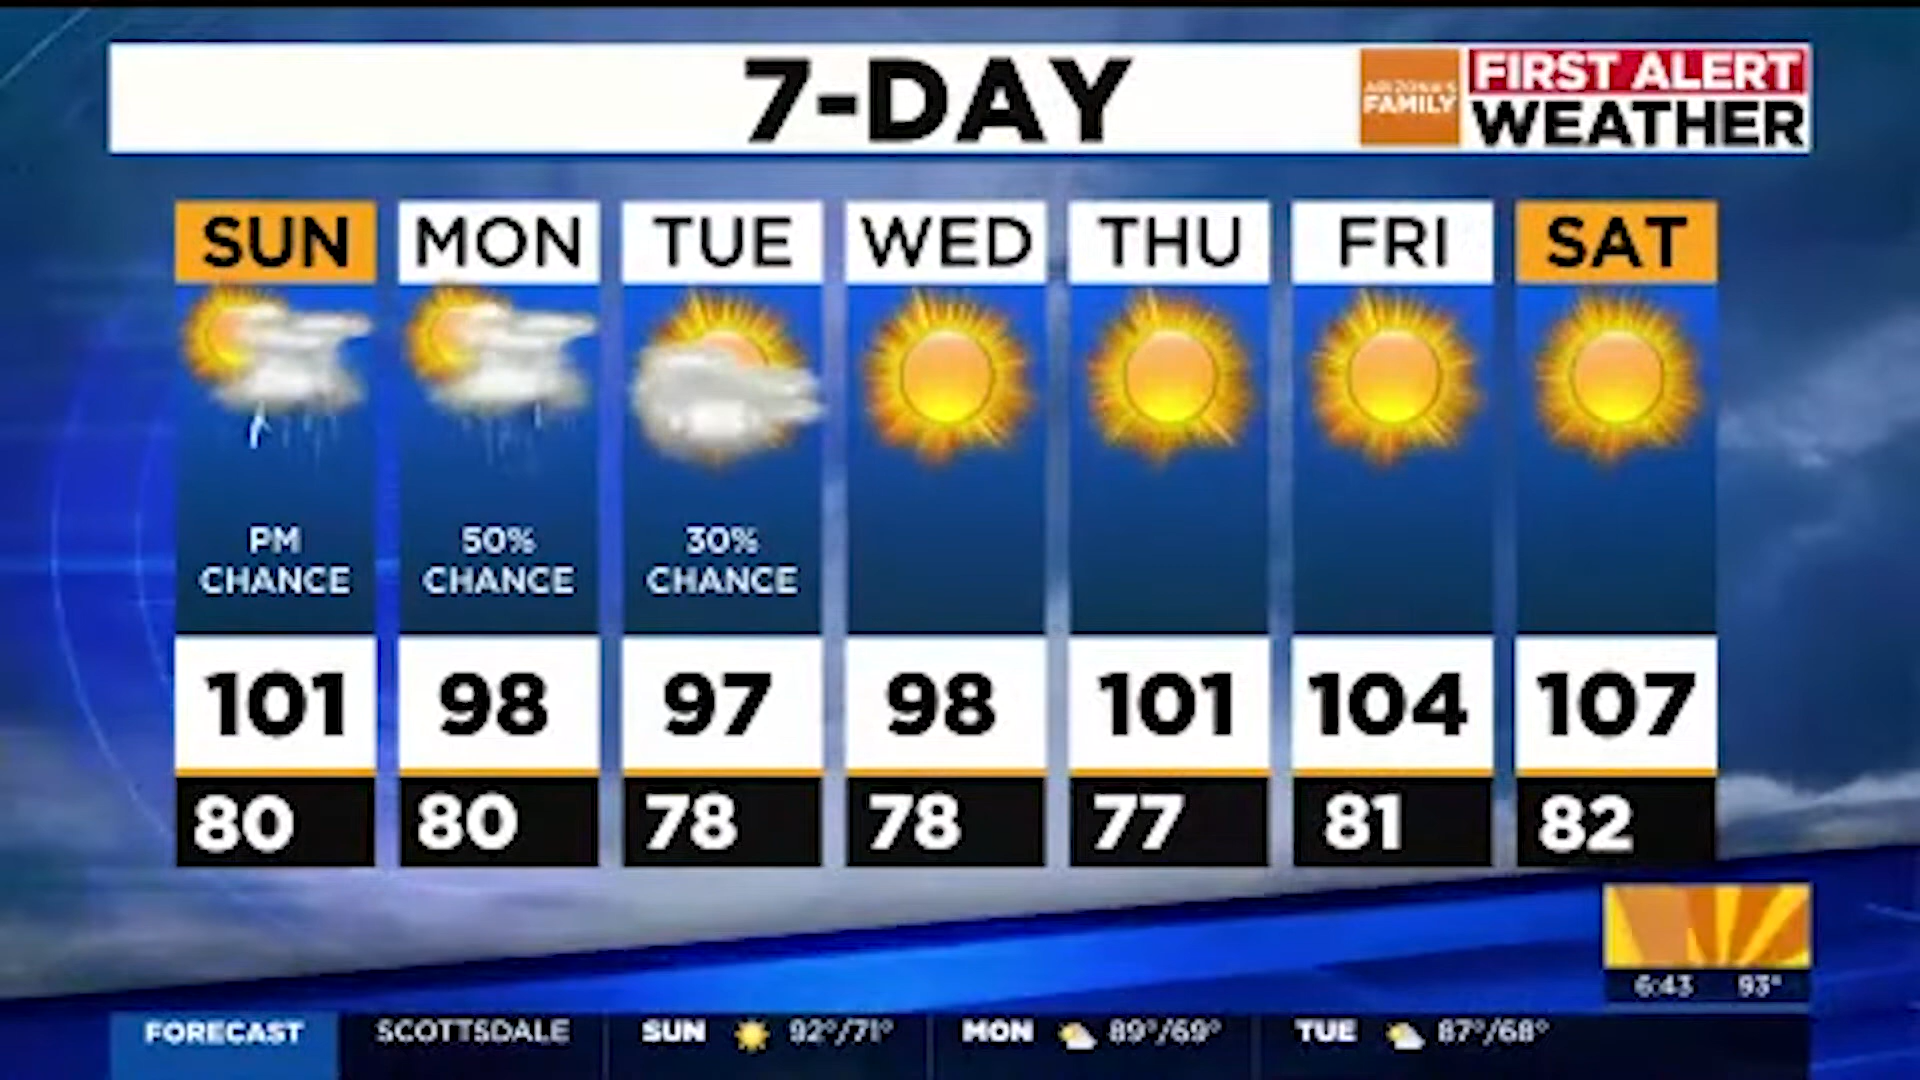 7-DAY
ARIZONA'S
FAMILY
FIRST ALERT
WEATHER
SUN MON TUE WED THU FRI SAT
PM 50% 30%
CHANCE CHANCE CHANCE
101 98 97 98 101 104 107
80 80 78 78 77 81 82
6:43 93°
FORECAST SCOTTSDALE SUN 92°/71° MON 89°/69° TUE 87°/68°